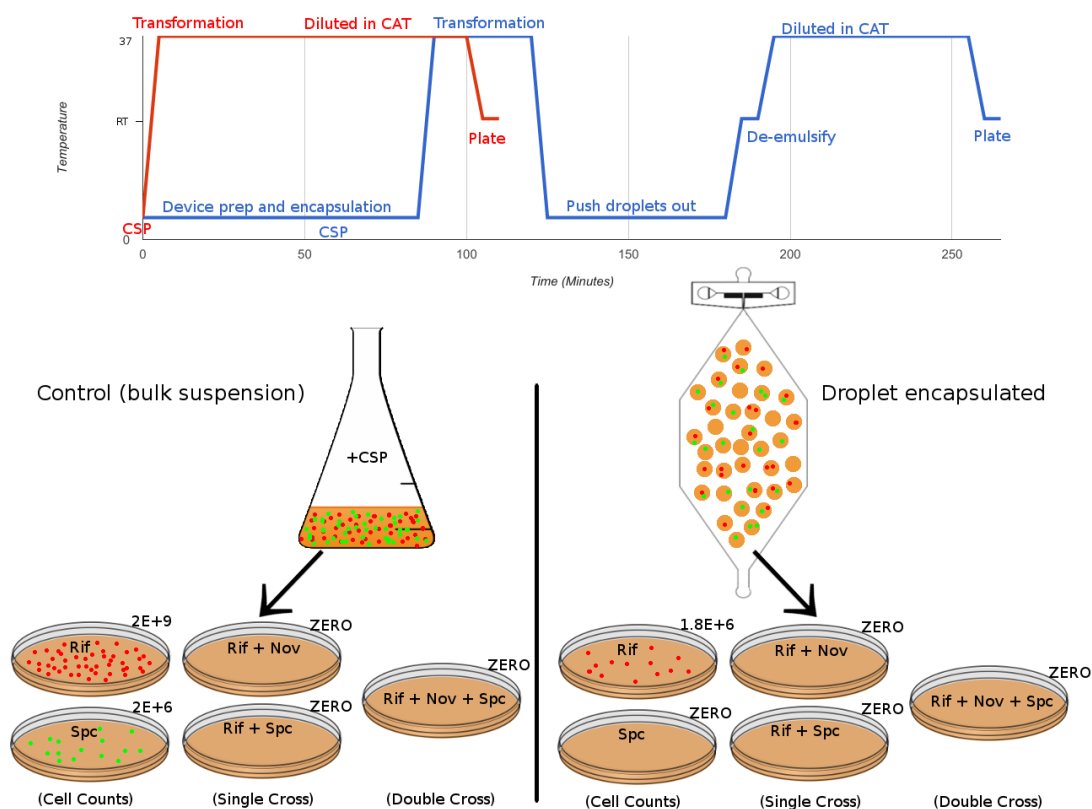 Transformation
Diluted in CAT
Transformation
Diluted in CAT
37
RT
Temperature
Plate
De-emulsify
Plate
Device prep and encapsulation
Push droplets out
CSP
CSP
0
0
50
100
150
200
250
Time (Minutes)
Control (bulk suspension)
Droplet encapsulated
+CSP
2E+9
ZERO
1.8E+6
ZERO
Rif
Rif + Nov
Rif
Rif + Nov
ZERO
ZERO
Rif + Nov + Spc
Rif + Nov + Spc
2E+6
ZERO
ZERO
ZERO
Spc
Rif + Spc
Spc
Rif + Spc
(Cell Counts)
(Single Cross)
(Double Cross)
(Cell Counts)
(Single Cross)
(Double Cross)